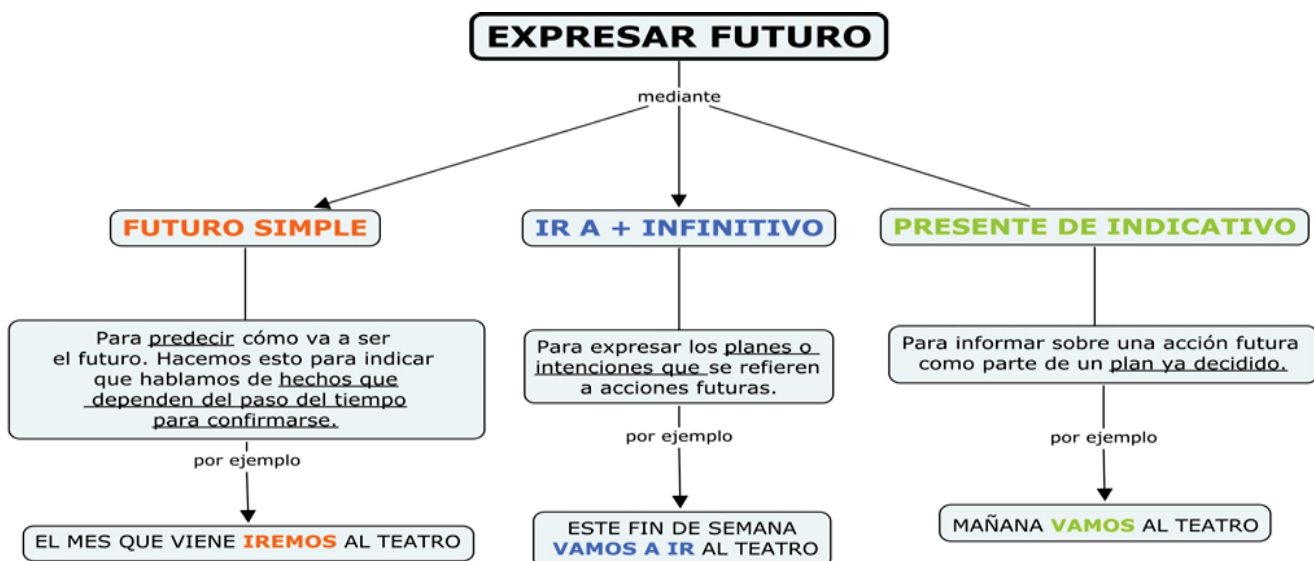 EXPRESAR FUTURO
mediante
FUTURO SIMPLE
Para predecir cómo va a ser
el futuro. Hacemos esto para indicar
que hablamos de hechos que
dependen del paso del tiempo
para confirmarse.
por ejemplo
EL MES QUE VIENE IREMOS AL TEATRO
IR A + INFINITIVO
Para expresar los planes o
intenciones que se refieren
a acciones futuras.
por ejemplo
ESTE FIN DE SEMANA
VAMOS A IR AL TEATRO
PRESENTE DE INDICATIVO
Para informar sobre una acción futura
como parte de un plan ya decidido.
por ejemplo
MAÑANA VAMOS AL TEATRO